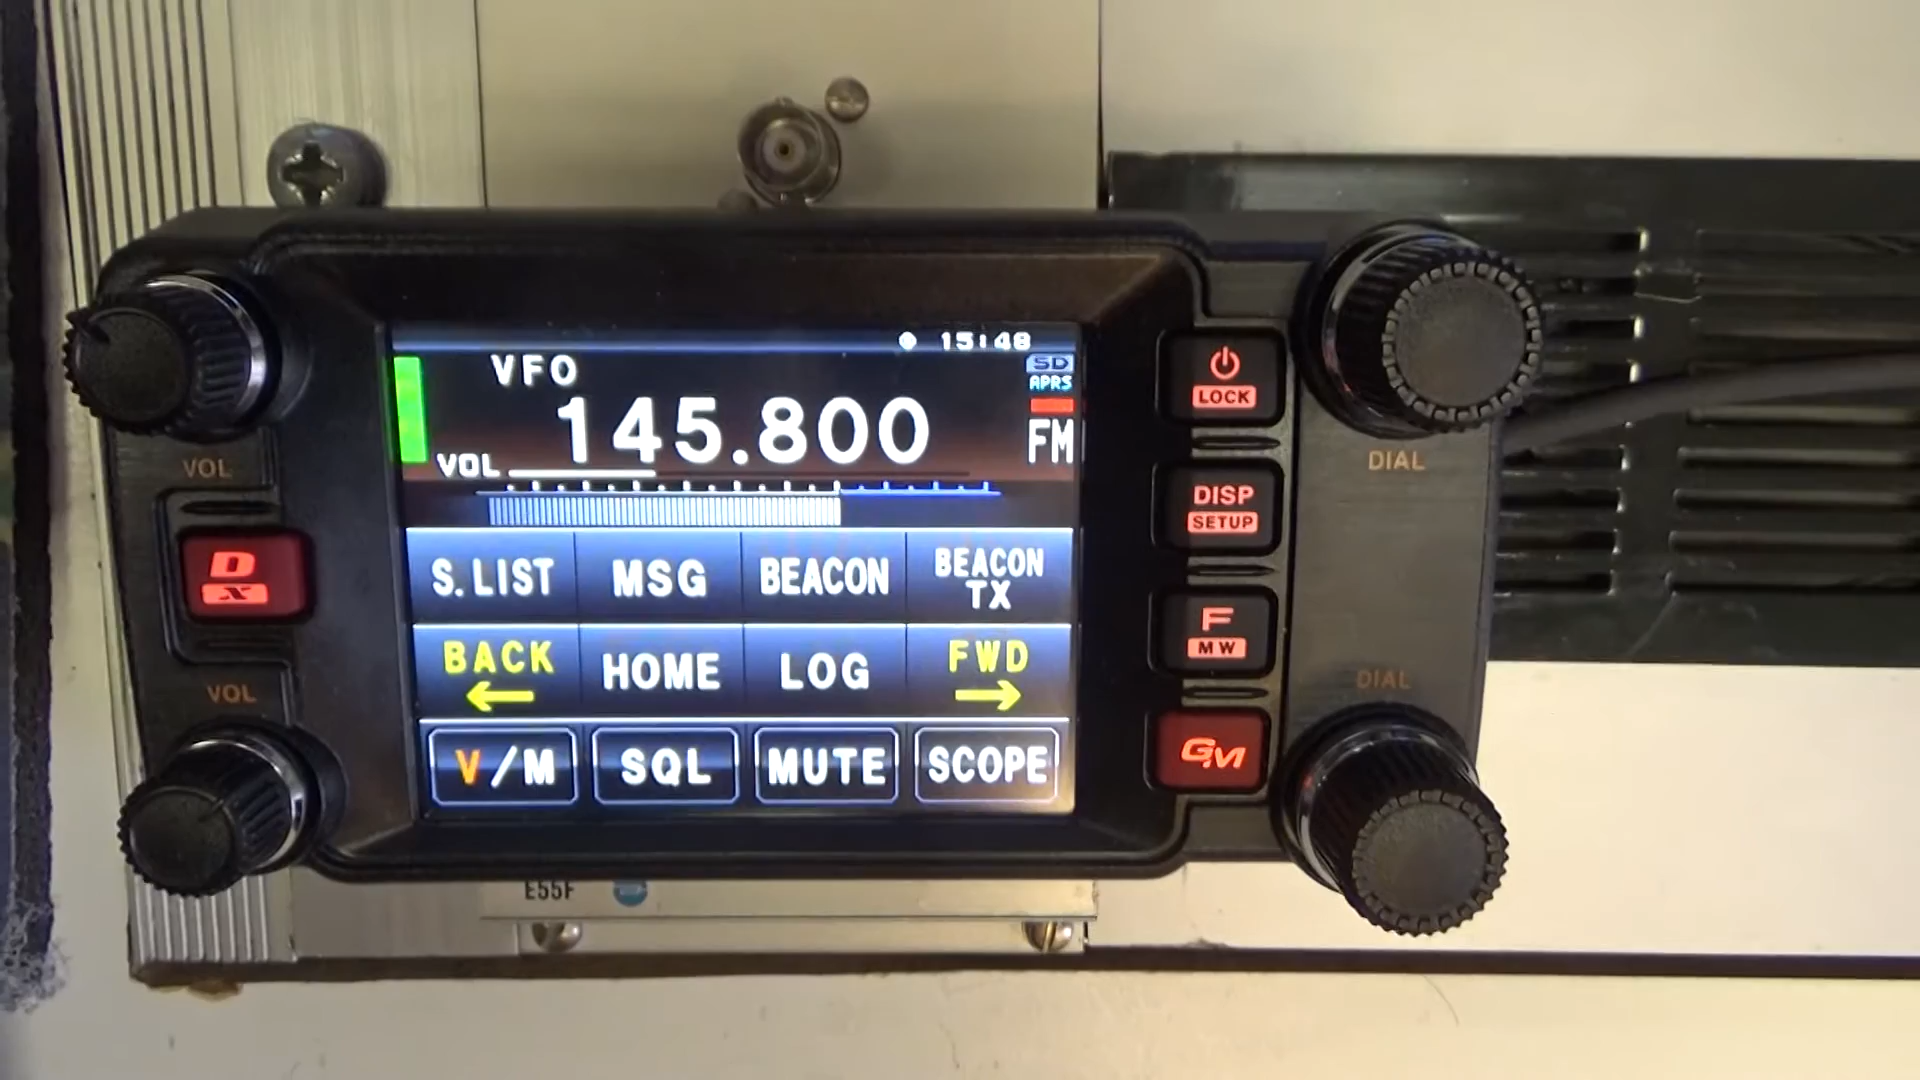 15:48
VFO
SD
APRS
145.800
FM
VOL
VOL
DIAL
LOCK
DISP
SETUP
D
X
S.LIST MSG BEACON BEACON TX
F
MW
VOL
BACK HOME LOG FWD
DIAL
GM
V/M SQL MUTE SCOPE
E55F